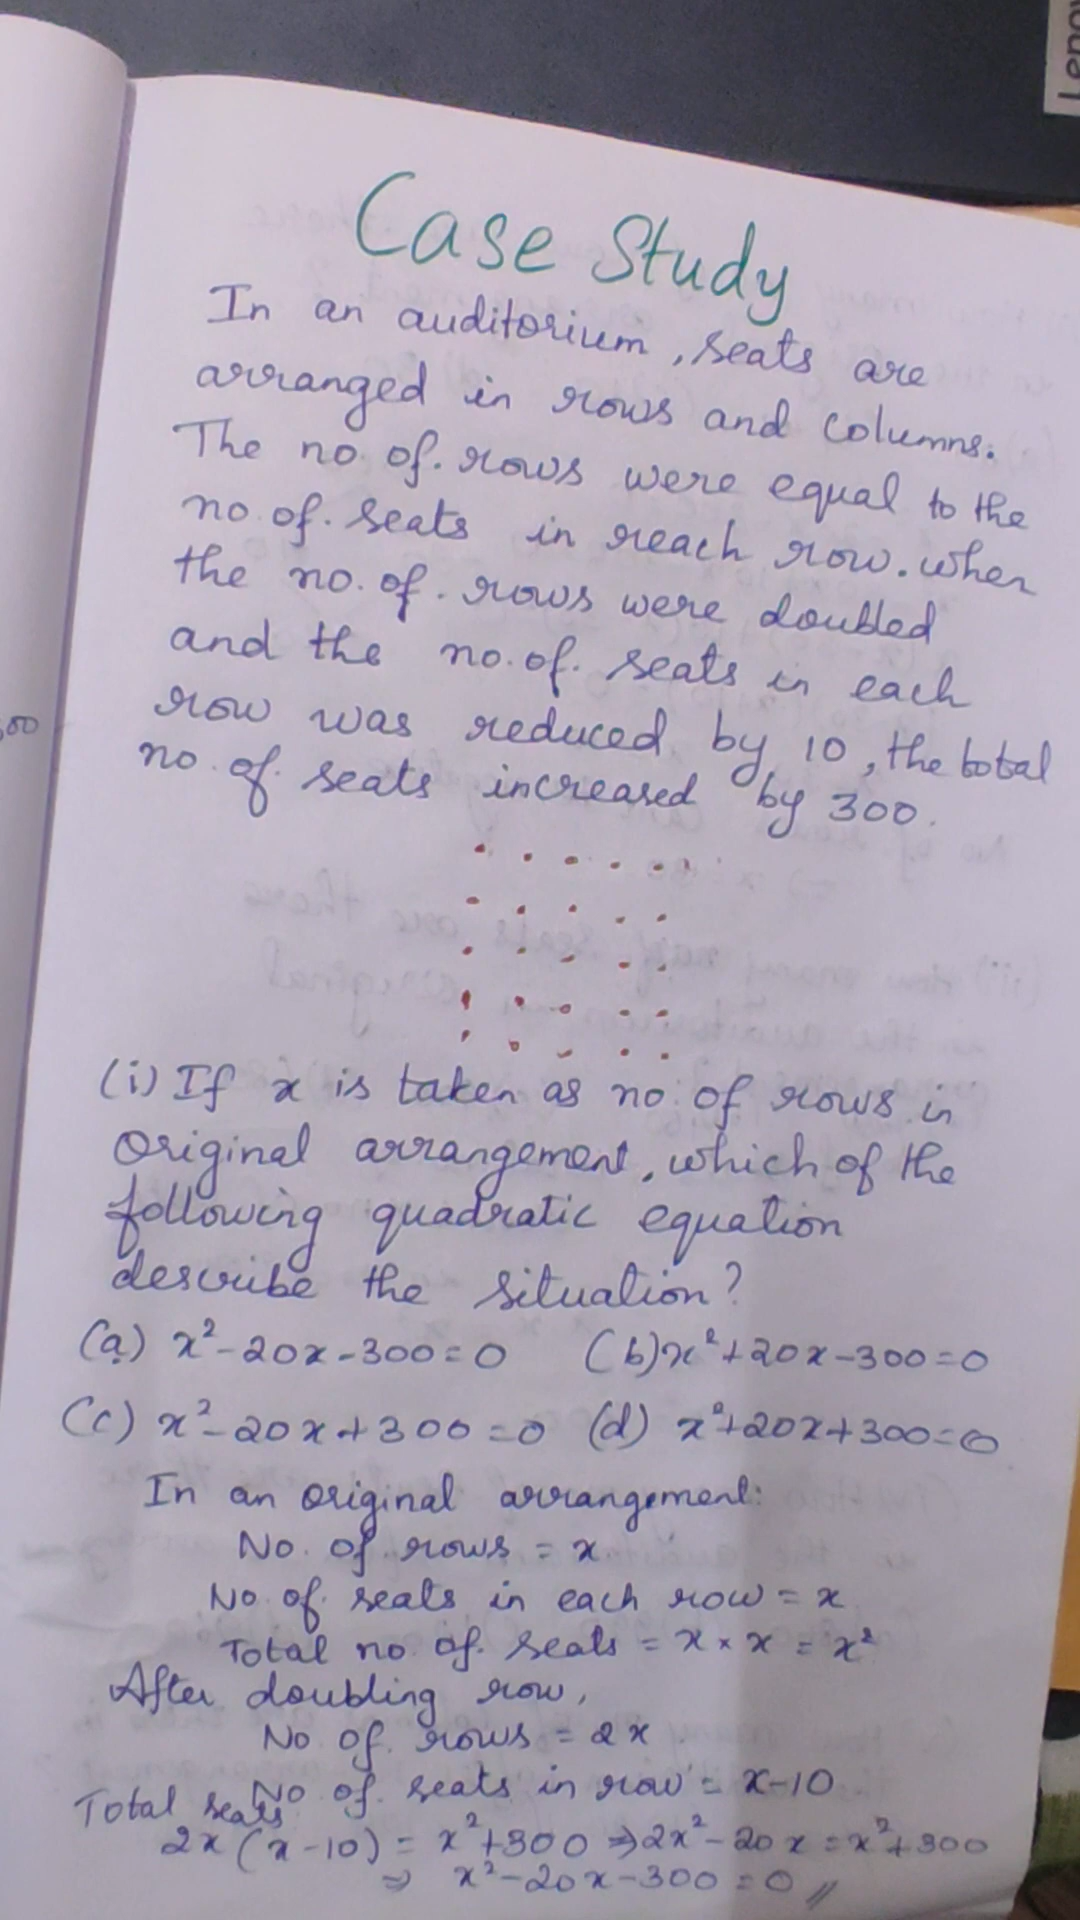 Lenov
Case Study
In an auditorium, seats are
arranged in rows and columns.
The no. of. rows were equal to the
no. of. seats in reach row. when
the no. of. rows were doubled
and the no. of. seats in each
row was reduced by 10, the total
no. of. seats increased by 300.
(i) If x is taken as no. of rows in
Original arrangement, which of the
following quadratic equation
describe the situation?
(a) x²-20x-300=0 (b) x²+20x-300=0
(c) x²-20x+300=0 (d) x²+20x+300=0
In an original arrangement:
No. of rows = x
No. of. seats in each row = x
Total no. of. seats = x × x = x²
After doubling row,
No. of. rows = 2x
No. of. seats in row = x-10
Total seats
2x(x-10) = x²+300 ⇒ 2x²-20x = x²+300
⇒ x²-20x-300=0 //